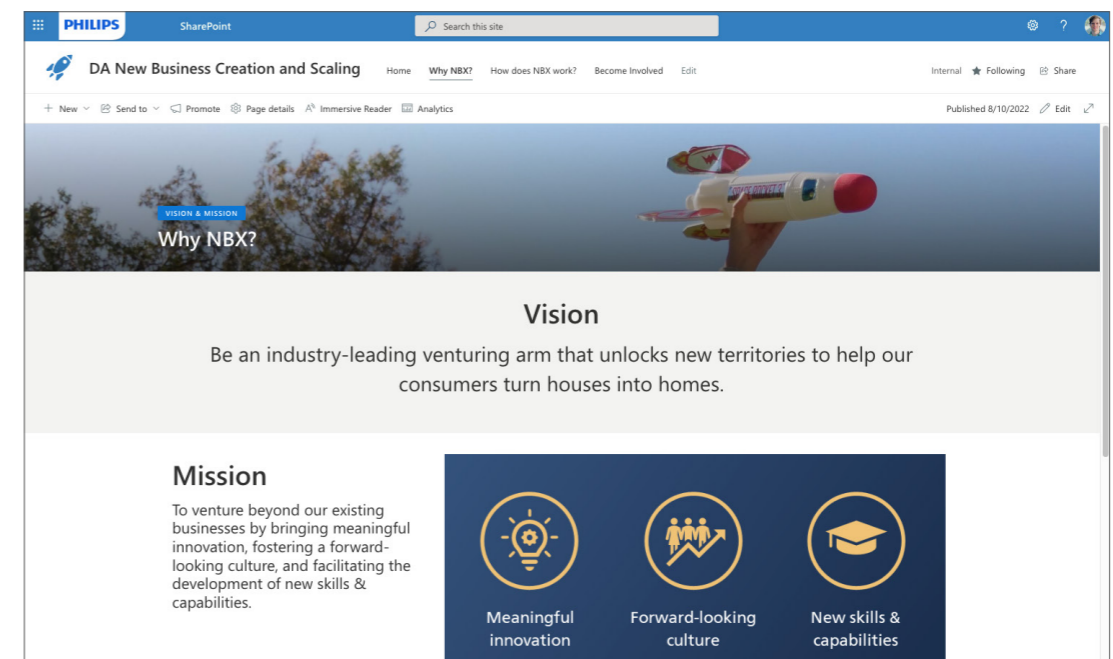 PHILIPS SharePoint Search this site ?
DA New Business Creation and Scaling Home Why NBX? How does NBX work? Become Involved Edit Internal Following Share
New Send to Promote Page details Immersive Reader Analytics Published 8/10/2022 Edit
VISION & MISSION
Why NBX?
Vision
Be an industry-leading venturing arm that unlocks new territories to help our
consumers turn houses into homes.
Mission
To venture beyond our existing
businesses by bringing meaningful
innovation, fostering a forward-
looking culture, and facilitating the
development of new skills &
capabilities.
Meaningful
innovation
Forward-looking
culture
New skills &
capabilities